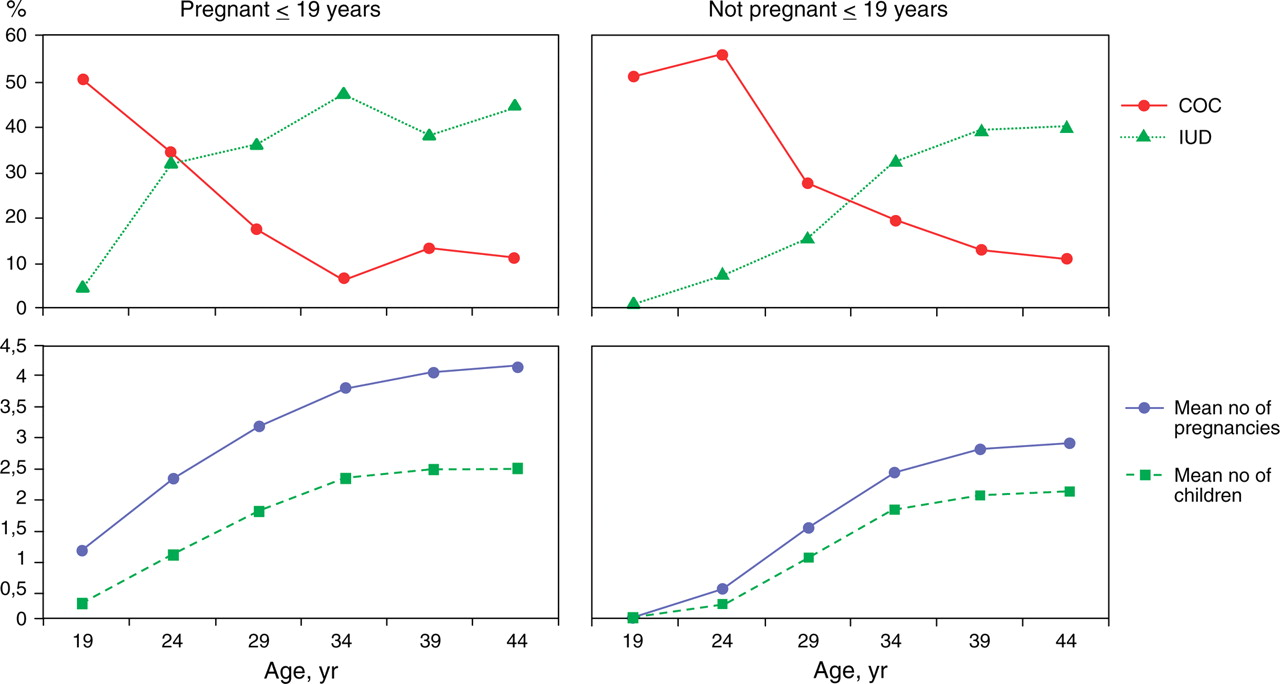 %
Pregnant ≤ 19 years
Not pregnant ≤ 19 years
60
50
40
30
20
10
0
COC
IUD
4,5
4
3,5
3
2,5
2
1,5
1
0,5
0
Mean no of
pregnancies
Mean no of
children
19 24 29 34 39 44
19 24 29 34 39 44
Age, yr
Age, yr